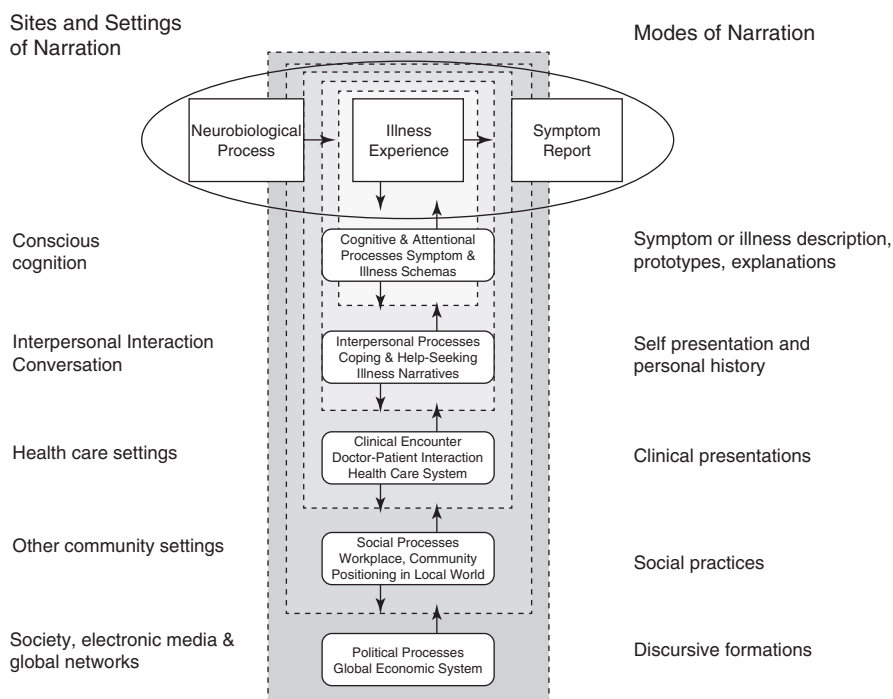 Sites and Settings
of Narration
Modes of Narration
Neurobiological
Process
Illness
Experience
Symptom
Report
Conscious
cognition
Cognitive & Attentional
Processes Symptom &
Illness Schemas
Symptom or illness description,
prototypes, explanations
Interpersonal Interaction
Conversation
Interpersonal Processes
Coping & Help-Seeking
Illness Narratives
Self presentation and
personal history
Health care settings
Clinical Encounter
Doctor-Patient Interaction
Health Care System
Clinical presentations
Other community settings
Social Processes
Workplace, Community
Positioning in Local World
Social practices
Society, electronic media &
global networks
Political Processes
Global Economic System
Discursive formations